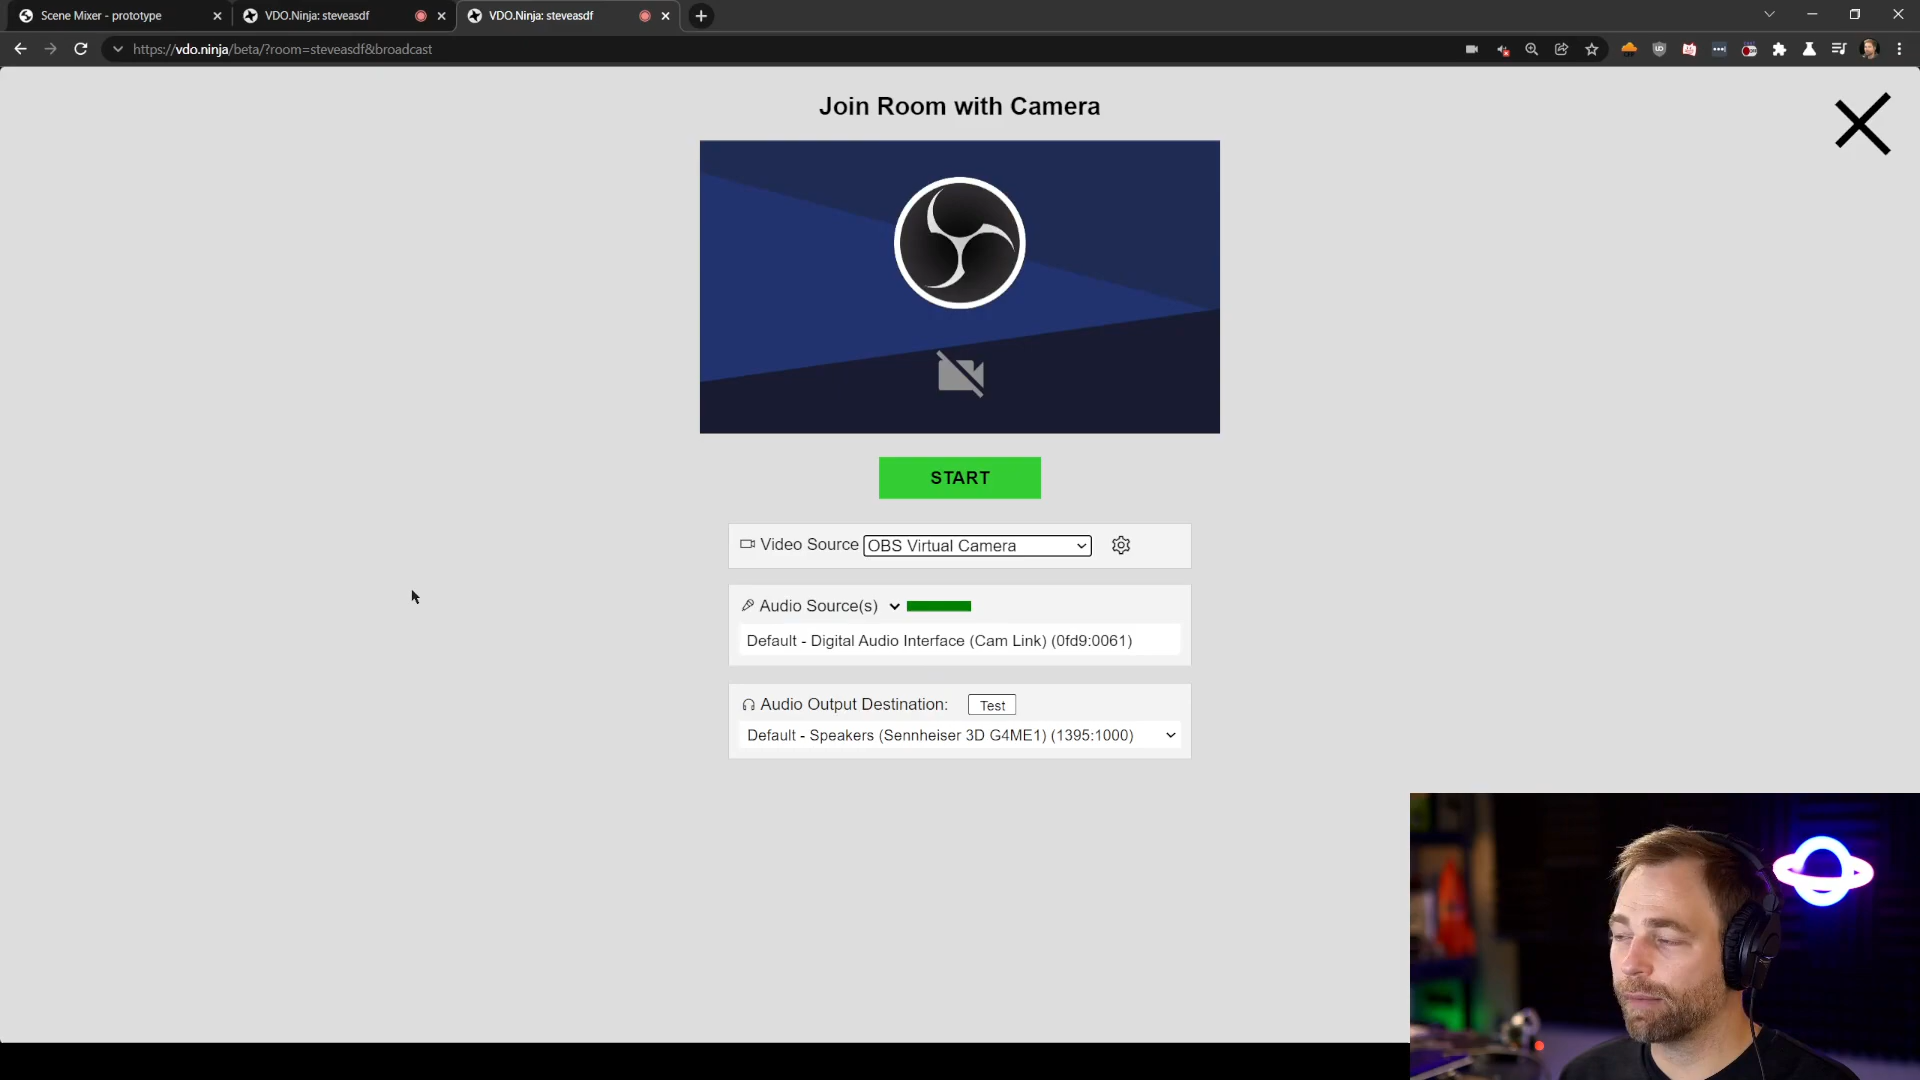 Scene Mixer - prototype
VDO.Ninja: steveasdf
VDO.Ninja: steveasdf
https://vdo.ninja/beta/?room=steveasdf&broadcast
Join Room with Camera
START
Video Source OBS Virtual Camera
Audio Source(s)
Default - Digital Audio Interface (Cam Link) (0fd9:0061)
Audio Output Destination: Test
Default - Speakers (Sennheiser 3D G4ME1) (1395:1000)